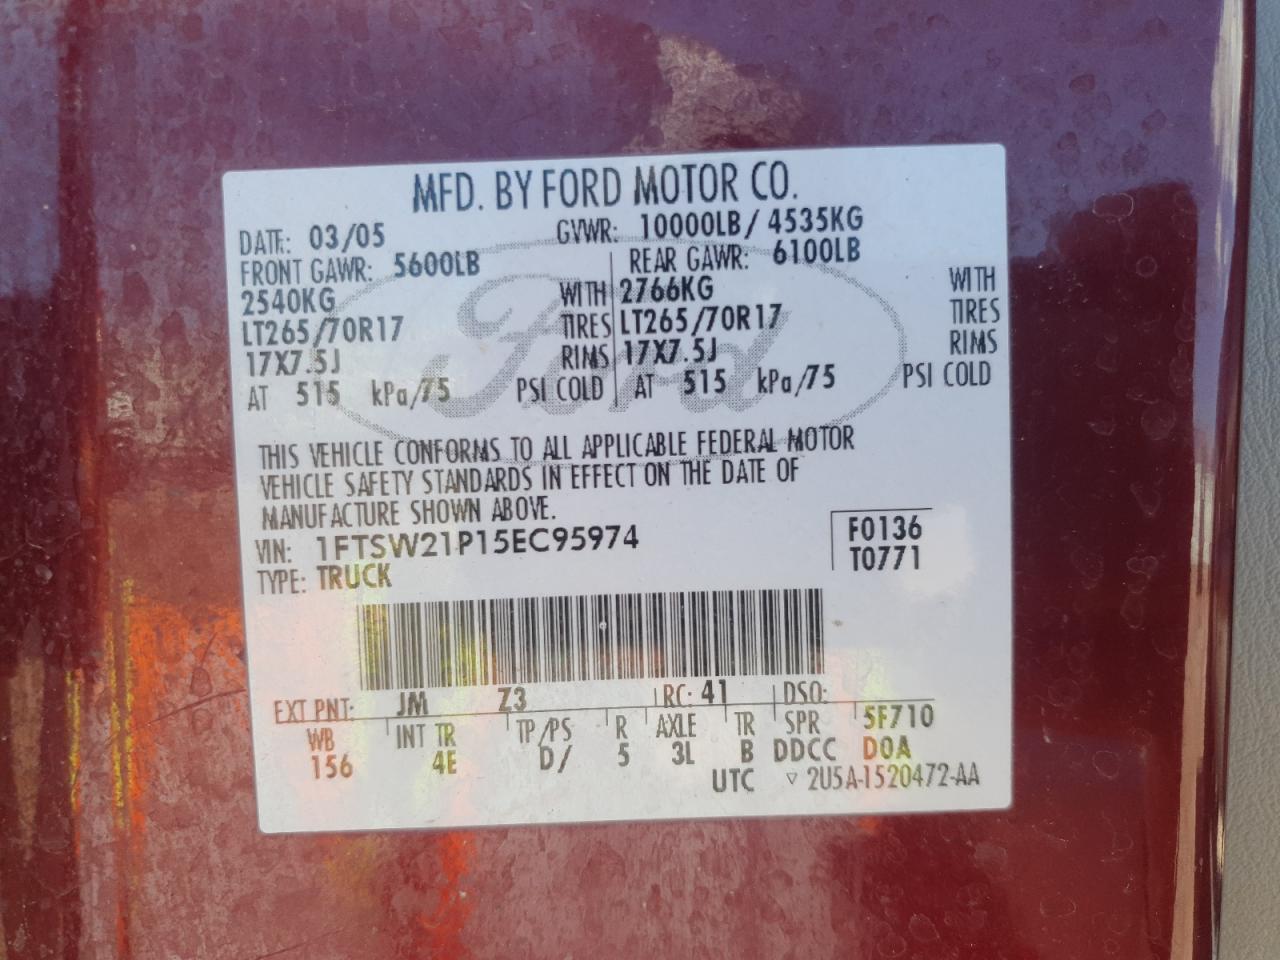 MFD. BY FORD MOTOR CO.
DATE: 03/05 GVWR: 10000LB/ 4535KG
FRONT GAWR: 5600LB REAR GAWR: 6100LB
2540KG WITH 2766KG WITH
LT265/70R17 TIRES LT265/70R17 TIRES
17X7.5J RIMS 17X7.5J RIMS
AT 515 kPa/75 PSI COLD AT 515 kPa/75 PSI COLD
Ford
THIS VEHICLE CONFORMS TO ALL APPLICABLE FEDERAL MOTOR
VEHICLE SAFETY STANDARDS IN EFFECT ON THE DATE OF
MANUFACTURE SHOWN ABOVE.
VIN: 1FTSW21P15EC95974 F0136
TYPE: TRUCK T0771
EXT PNT: JM Z3 RC: 41 DSO:
WB INT TR TP/PS R AXLE TR SPR 5F710
156 4E D/ 5 3L B DDCC DOA
UTC ▽ 2U5A-1520472-AA